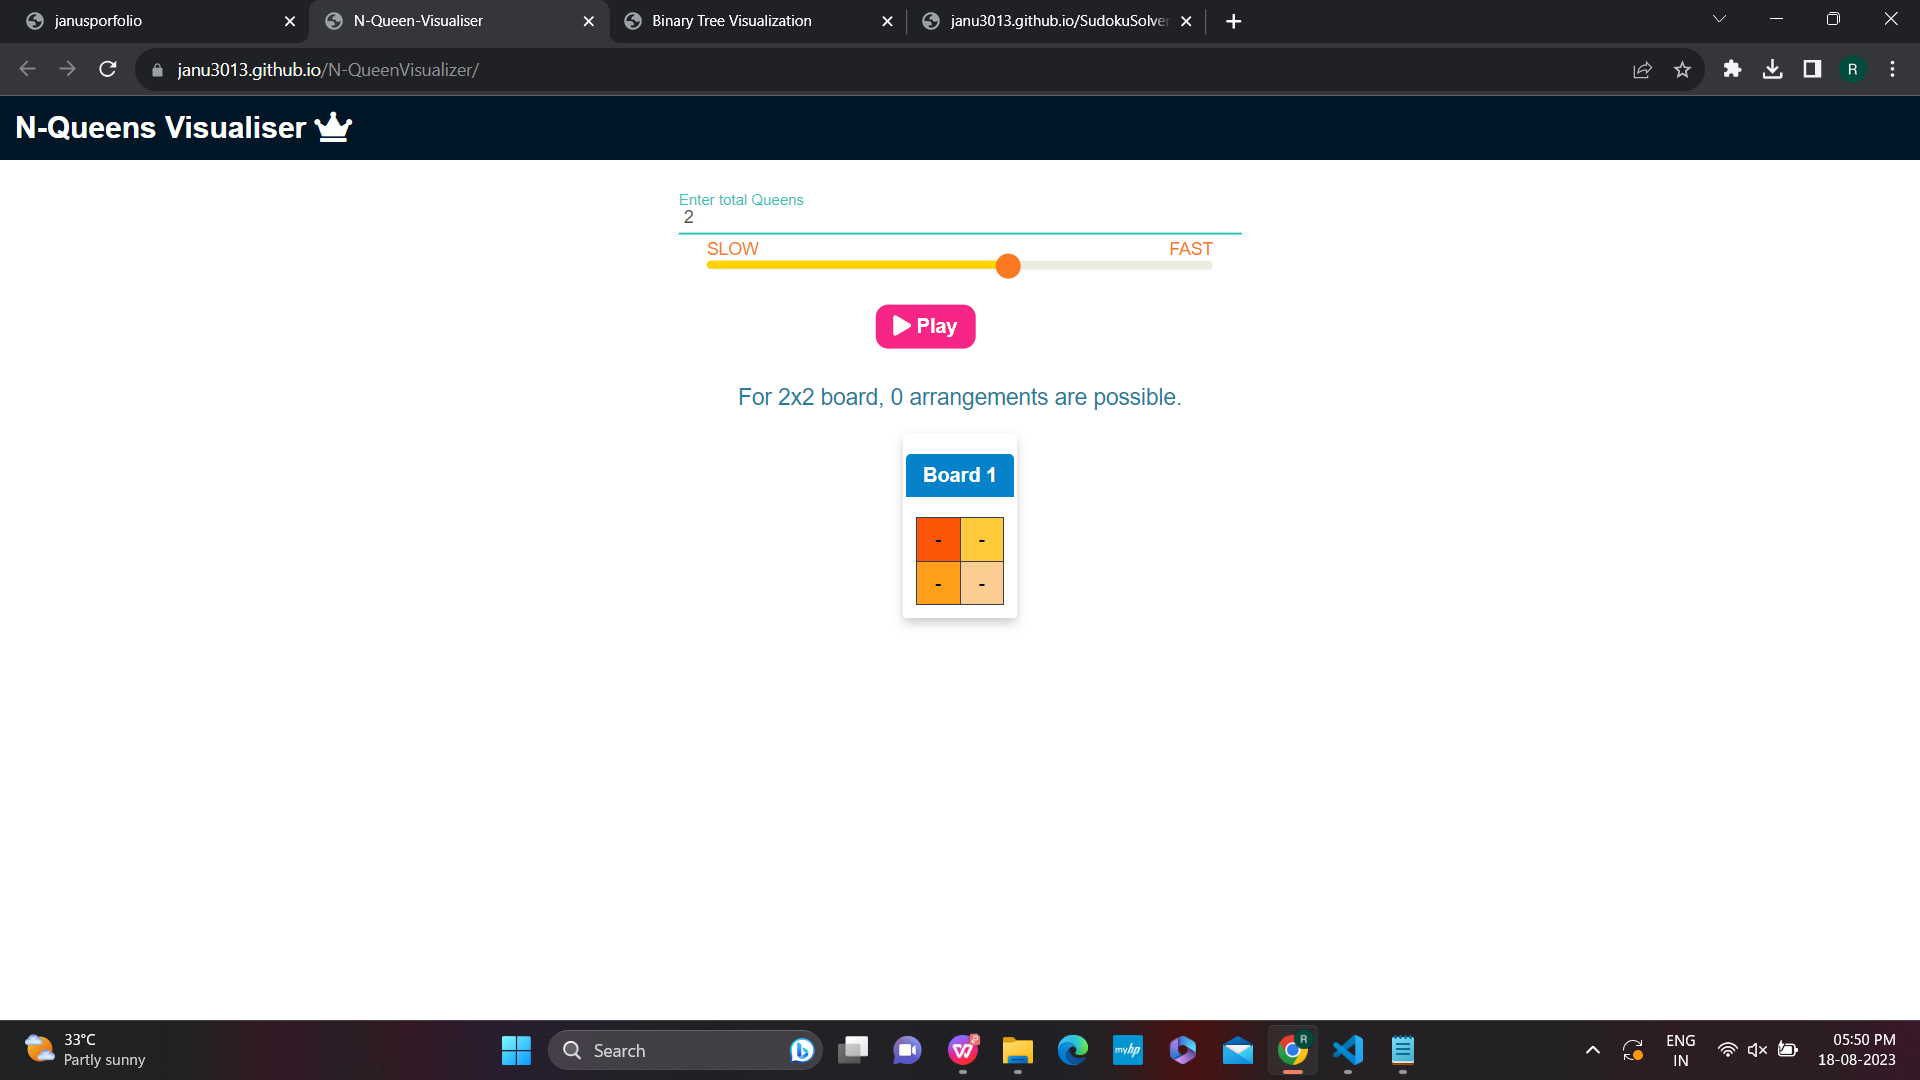 janusporfolio
N-Queen-Visualiser
Binary Tree Visualization
janu3013.github.io/SudokuSolver
janu3013.github.io/N-QueenVisualizer/
R
N-Queens Visualiser
Enter total Queens
2
SLOW
FAST
Play
For 2x2 board, 0 arrangements are possible.
Board 1
- -
- -
33°C
Partly sunny
Search
myhp
R
ENG
IN
05:50 PM
18-08-2023